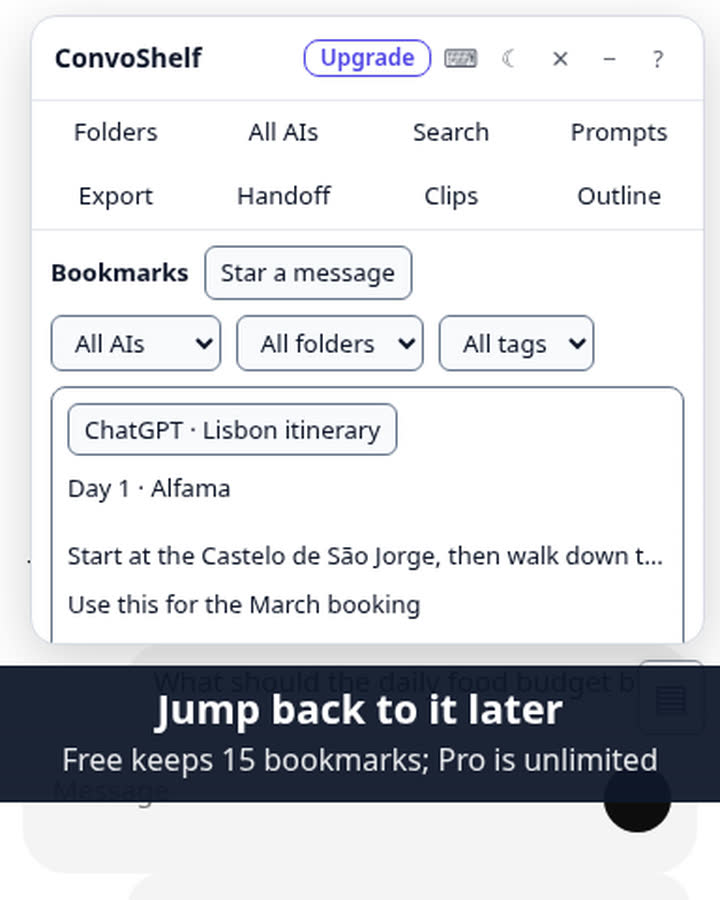 ConvoShelf Upgrade ?
Folders All AIs Search Prompts
Export Handoff Clips Outline
Bookmarks Star a message
All AIs All folders All tags
ChatGPT · Lisbon itinerary
Day 1 · Alfama
Start at the Castelo de São Jorge, then walk down t...
Use this for the March booking
What should the daily food budget b
Jump back to it later
Free keeps 15 bookmarks; Pro is unlimited
Message